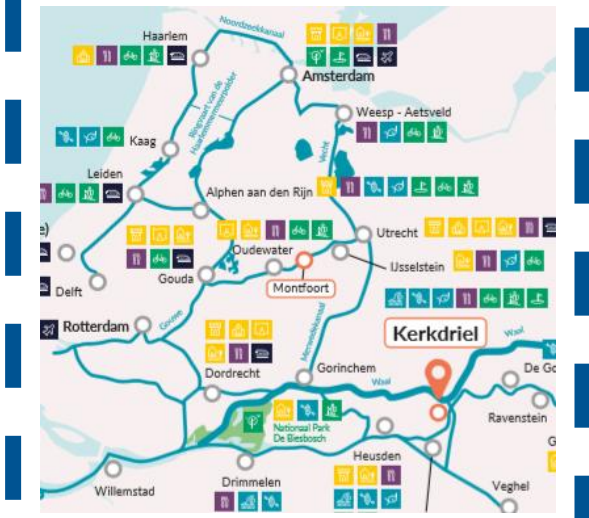 Noordzeekanaal
Haarlem
Amsterdam
Ringvaart van de
Haarlemmermeerpolder
Weesp - Aetsveld
Kaag
Vecht
Leiden
Alphen aan den Rijn
e)
Utrecht
Oudewater
IJsselstein
Delft
Gouda
Montfoort
Gouwe
Merwedekanaal
Rotterdam
Kerkdriel
Waal
Gorinchem
Dordrecht
Waal
De Go
Ravenstein
Nationaal Park
De Biesbosch
Heusden
G
Drimmelen
Willemstad
Veghel